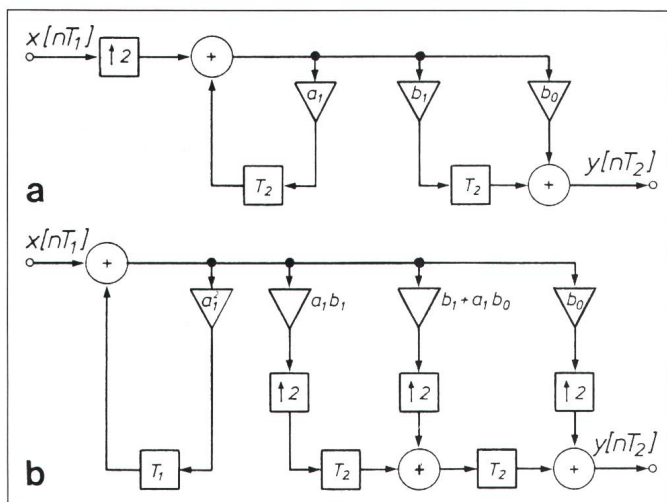 x[nT₁]
↑2
+
a₁
b₁
b₀
T₂
T₂
+
y[nT₂]
a
x[nT₁]
+
a₁²
a₁b₁
b₁+a₁b₀
b₀
↑2
↑2
↑2
T₁
T₂
+
T₂
+
y[nT₂]
b